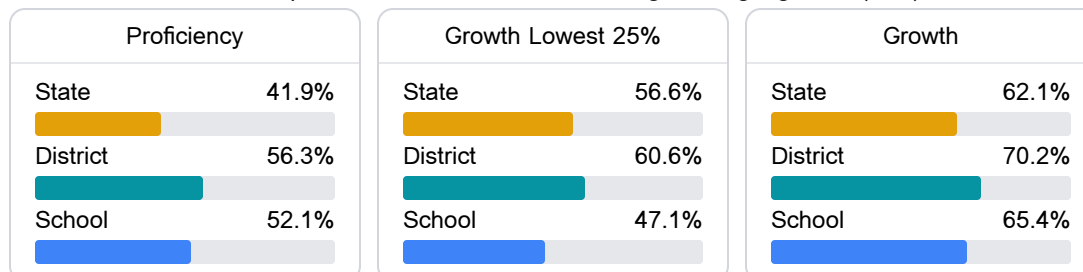 Proficiency
State 41.9%
District 56.3%
School 52.1%
Growth Lowest 25%
State 56.6%
District 60.6%
School 47.1%
Growth
State 62.1%
District 70.2%
School 65.4%